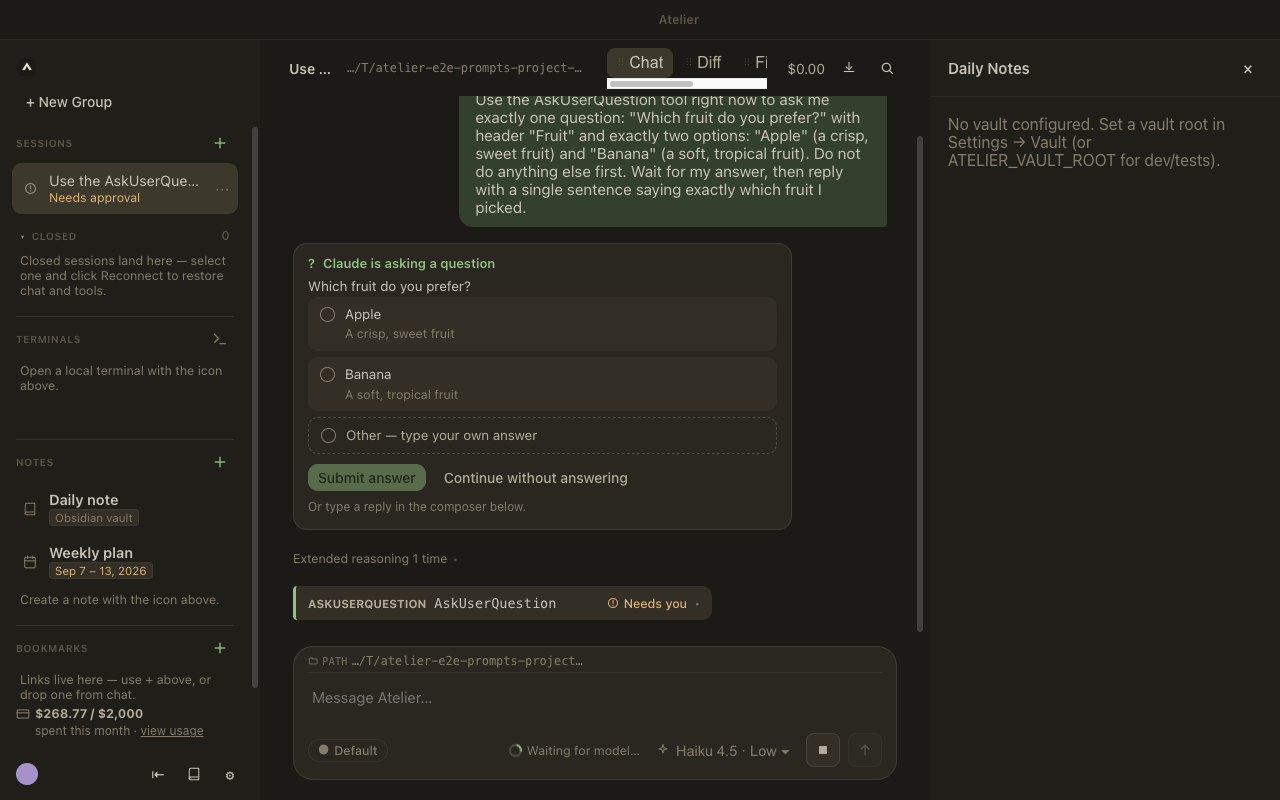 Atelier
+ New Group
SESSIONS
Use the AskUserQue...
Needs approval
CLOSED 0
Closed sessions land here — select
one and click Reconnect to restore
chat and tools.
TERMINALS
Open a local terminal with the icon
above.
NOTES
Daily note
Obsidian vault
Weekly plan
Sep 7 – 13, 2026
Create a note with the icon above.
BOOKMARKS
Links live here — use + above, or
drop one from chat.
$268.77 / $2,000
spent this month · view usage
Use ... …/T/atelier-e2e-prompts-project-…
Chat Diff Fi
$0.00
Use the AskUserQuestion tool right now to ask me
exactly one question: "Which fruit do you prefer?" with
header "Fruit" and exactly two options: "Apple" (a crisp,
sweet fruit) and "Banana" (a soft, tropical fruit). Do not
do anything else first. Wait for my answer, then reply
with a single sentence saying exactly which fruit I
picked.
? Claude is asking a question
Which fruit do you prefer?
Apple
A crisp, sweet fruit
Banana
A soft, tropical fruit
Other — type your own answer
Submit answer Continue without answering
Or type a reply in the composer below.
Extended reasoning 1 time
ASKUSERQUESTION AskUserQuestion Needs you
PATH …/T/atelier-e2e-prompts-project…
Message Atelier...
Default Waiting for model... Haiku 4.5 · Low
Daily Notes
No vault configured. Set a vault root in
Settings → Vault (or
ATELIER_VAULT_ROOT for dev/tests).